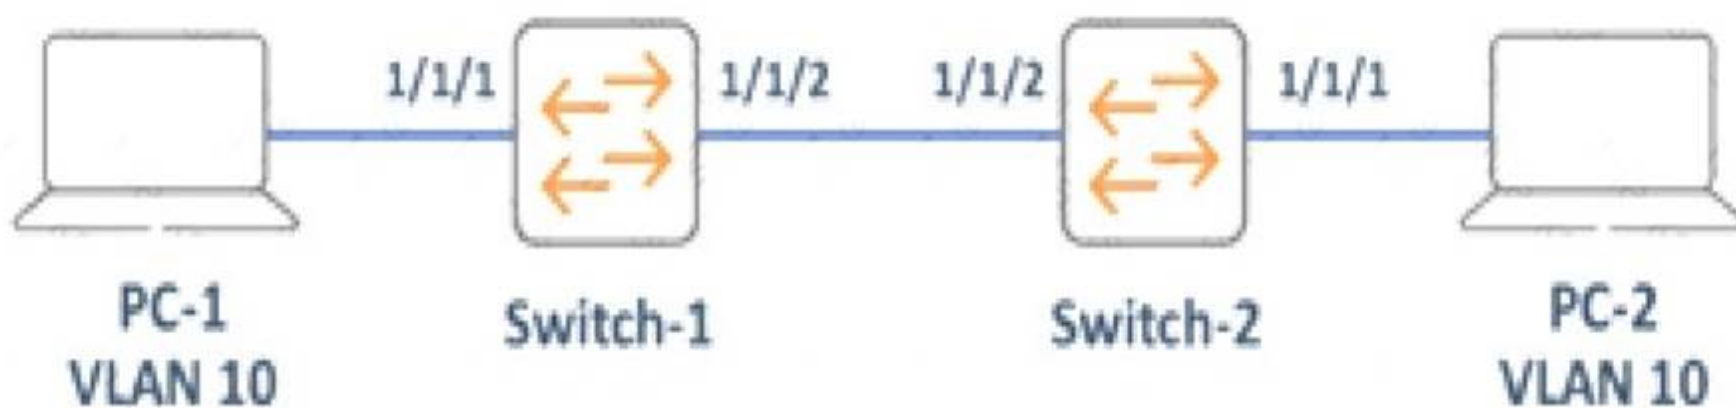 1/1/1
1/1/2
1/1/2
1/1/1
PC-1
VLAN 10
Switch-1
Switch-2
PC-2
VLAN 10